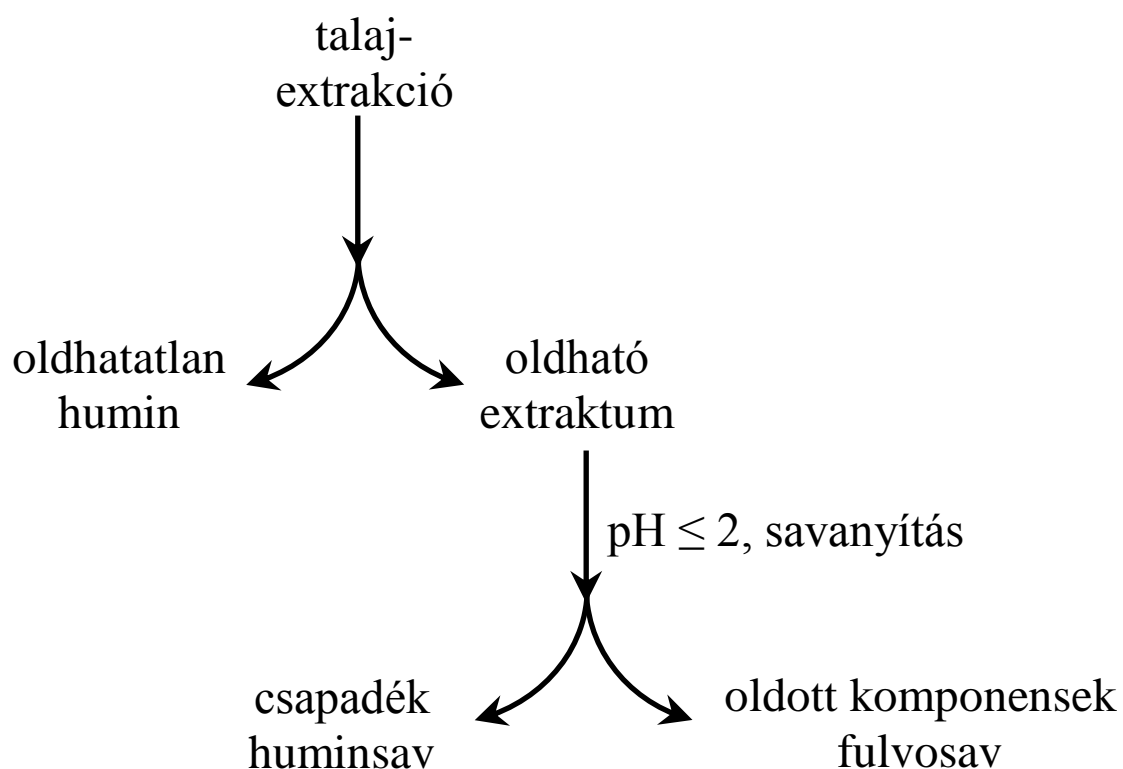 talaj-
extrakció
oldhatatlan
humin
oldható
extraktum
pH ≤ 2, savanyítás
csapadék
huminsav
oldott komponensek
fulvosav